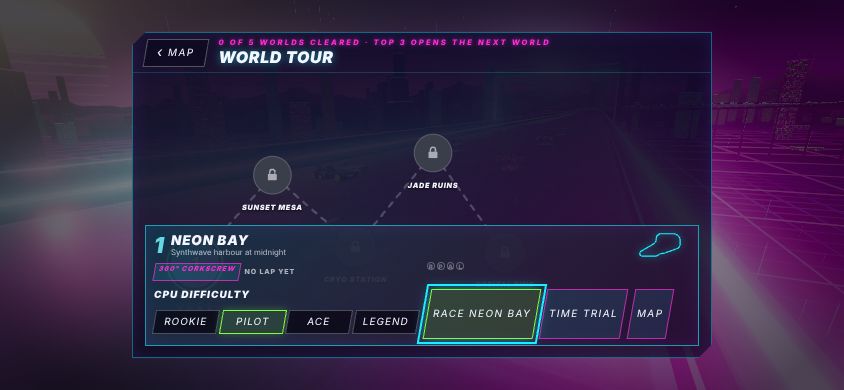 ‹ MAP
0 OF 5 WORLDS CLEARED · TOP 3 OPENS THE NEXT WORLD
WORLD TOUR
JADE RUINS
SUNSET MESA
1 NEON BAY
Synthwave harbour at midnight
360° CORKSCREW NO LAP YET
CRYO STATION
R P A L
CPU DIFFICULTY
ROOKIE PILOT ACE LEGEND RACE NEON BAY TIME TRIAL MAP